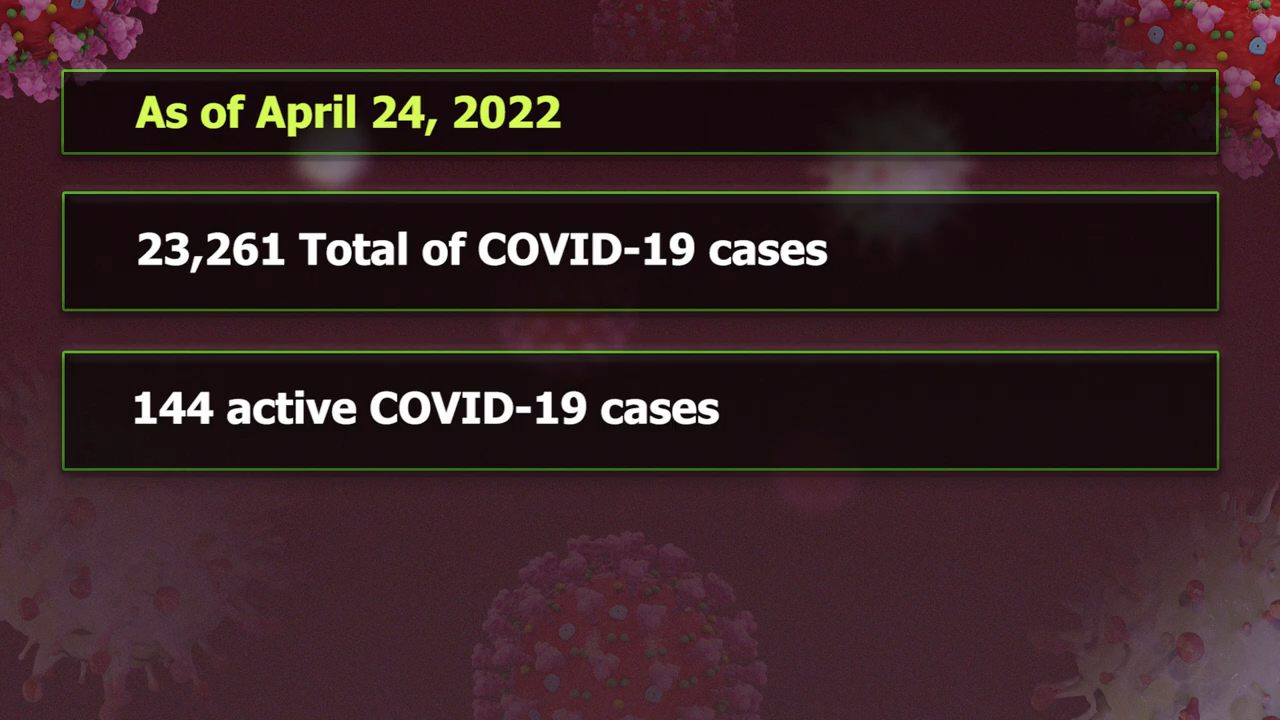 As of April 24, 2022
23,261 Total of COVID-19 cases
144 active COVID-19 cases